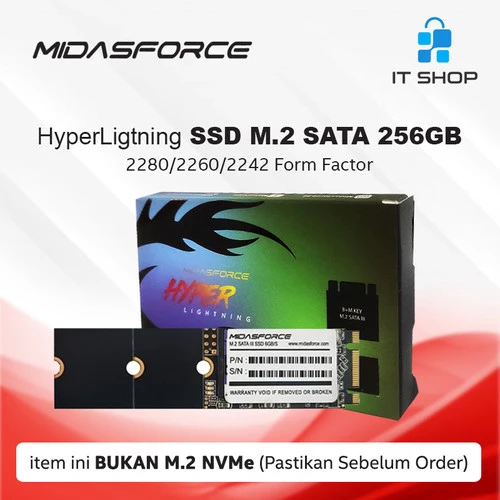 MIDASFORCE
IT SHOP
HyperLigtning SSD M.2 SATA 256GB
2280/2260/2242 Form Factor
MIDASFORCE
HYPER
LIGHTNING
B+M KEY
M.2 SATA III
MIDASFORCE
M.2 SATA III SSD 6GB/S
www.midasforce.com
P/N :
S/N :
WARRANTY VOID IF REMOVED OR BROKEN
item ini BUKAN M.2 NVMe (Pastikan Sebelum Order)